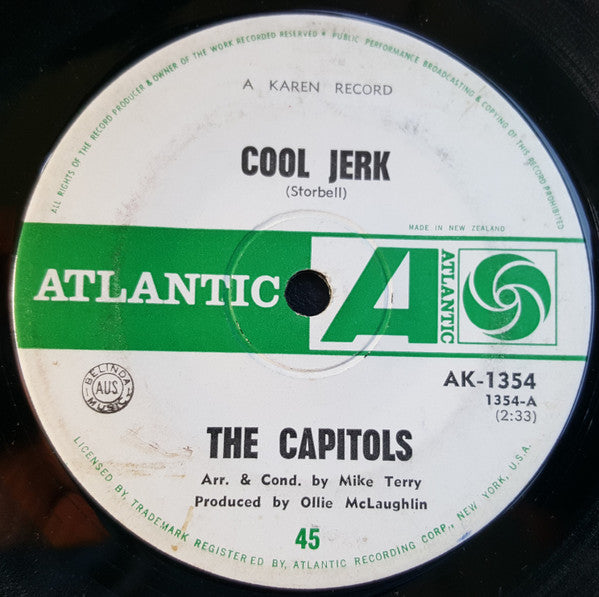 ALL RIGHTS OF THE RECORD PRODUCER & OWNER OF THE WORK RECORDED RESERVED • PUBLIC PERFORMANCE BROADCASTING & COPYING OF THIS RECORD PROHIBITED
A KAREN RECORD
COOL JERK
(Storbell)
MADE IN NEW ZEALAND
ATLANTIC
A
ATLANTIC
BELINDA
AUS.
MUSIC
AK-1354
1354-A
(2:33)
THE CAPITOLS
Arr. & Cond. by Mike Terry
Produced by Ollie McLaughlin
45
LICENSED BY, TRADEMARK REGISTERED BY, ATLANTIC RECORDING CORP., NEW YORK, U.S.A.